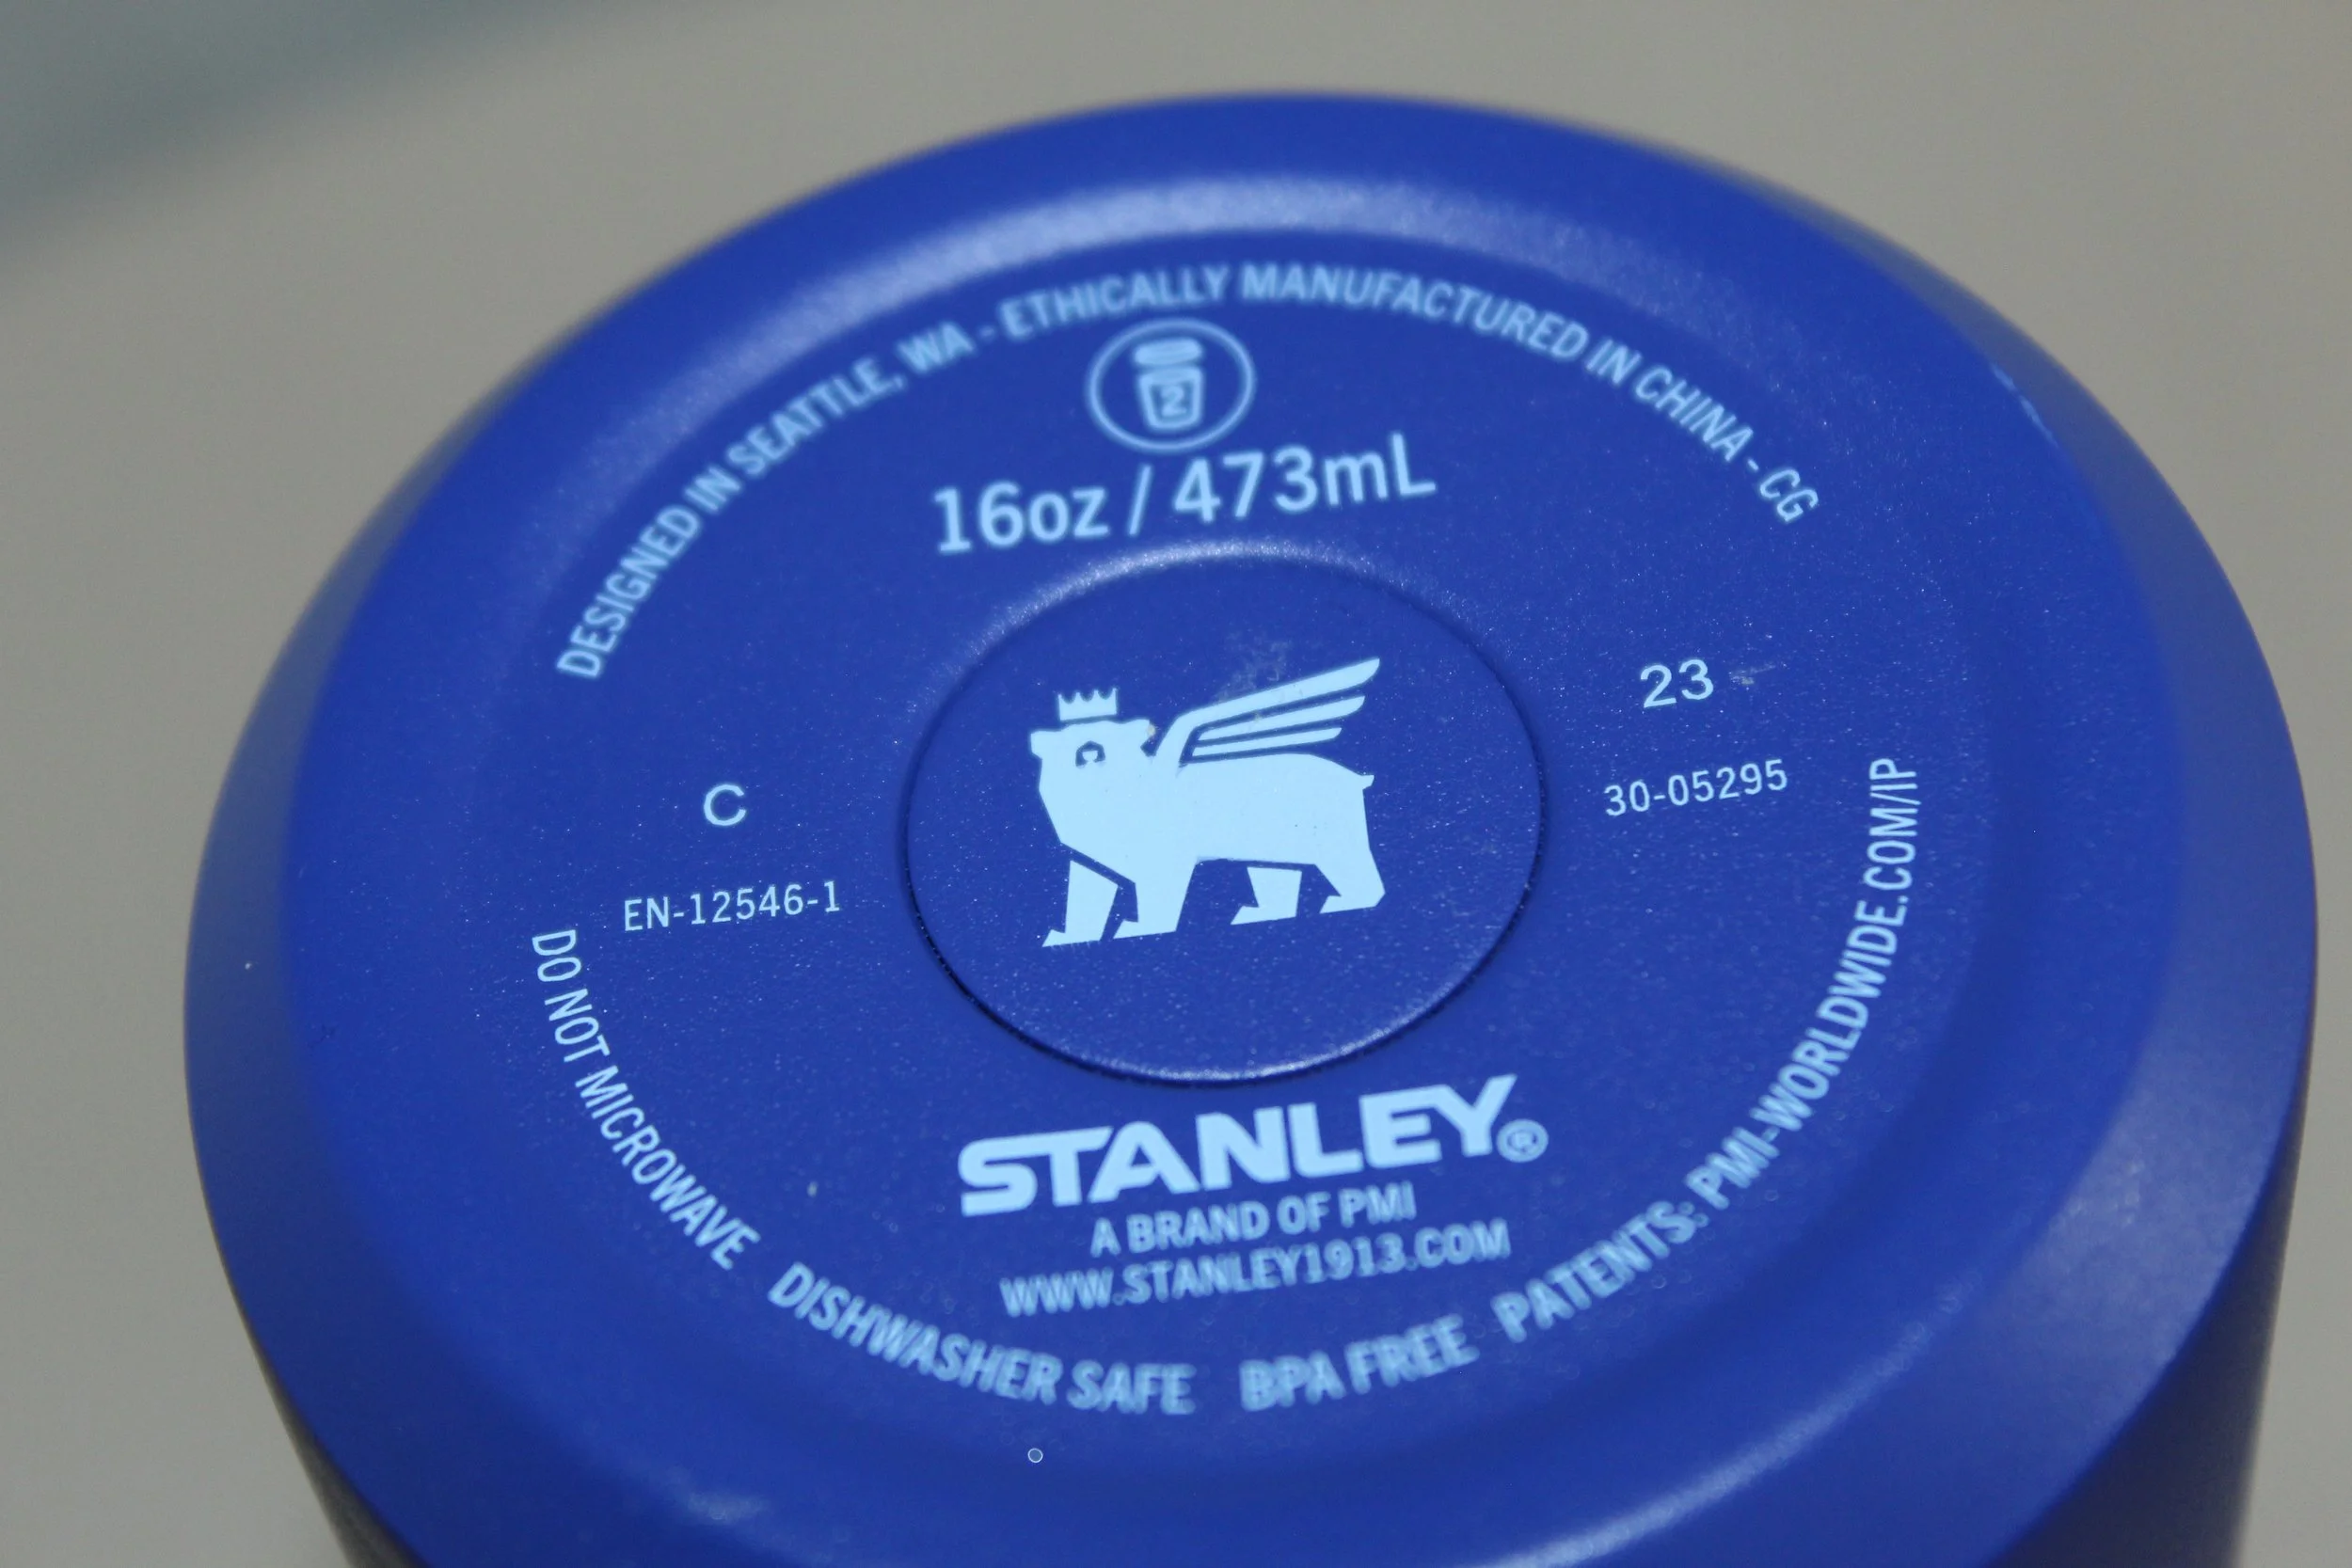 DESIGNED IN SEATTLE, WA - ETHICALLY MANUFACTURED IN CHINA - CG
2
16oz / 473mL
C
EN-12546-1
23
30-05295
STANLEY®
A BRAND OF PMI
WWW.STANLEY1913.COM
DO NOT MICROWAVE DISHWASHER SAFE BPA FREE PATENTS: PMI-WORLDWIDE.COM/IP